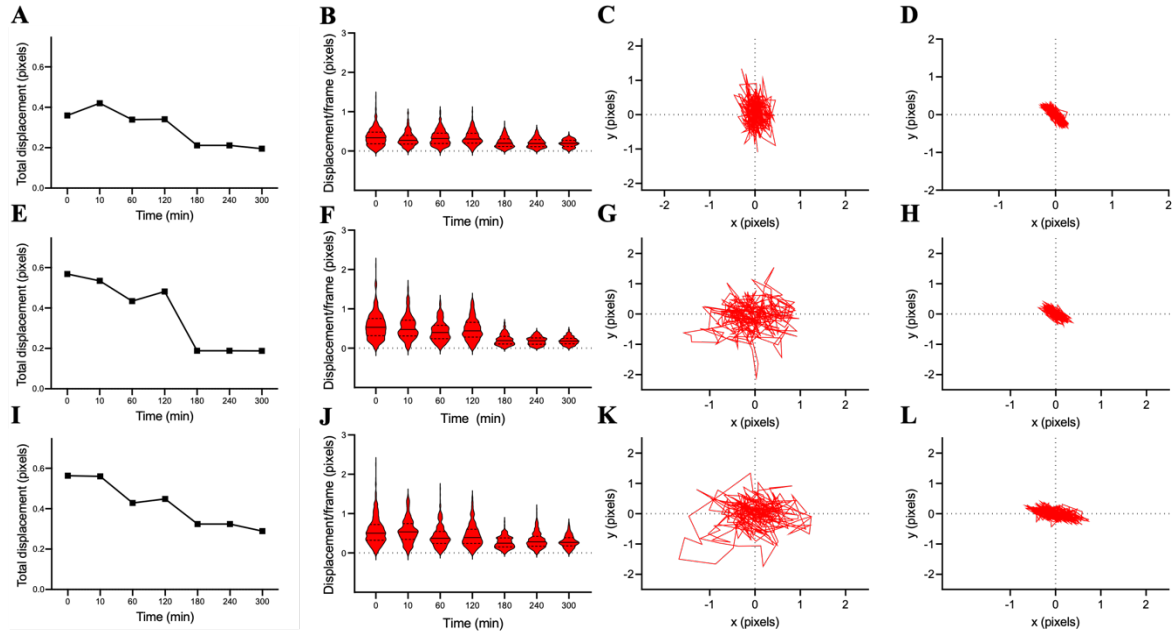 A
Total displacement (pixels)
0.6
0.4
0.2
0.0
0 10 60 120 180 240 300
Time (min)
B
Displacement/frame (pixels)
3
2
1
0
0 10 60 120 180 240 300
Time (min)
C
y (pixels)
2
1
0
-1
-2
-2 -1 0 1 2
x (pixels)
D
y (pixels)
2
1
0
-1
-2
-1 0 1 2
x (pixels)
E
Total displacement (pixels)
0.6
0.4
0.2
0.0
0 10 60 120 180 240 300
Time (min)
F
Displacement/frame (pixels)
3
2
1
0
0 10 60 120 180 240 300
Time (min)
G
y (pixels)
2
1
0
-1
-2
-1 0 1 2
x (pixels)
H
y (pixels)
2
1
0
-1
-2
-1 0 1 2
x (pixels)
I
Total displacement (pixels)
0.6
0.4
0.2
0.0
0 10 60 120 180 240 300
Time (min)
J
Displacement/frame (pixels)
3
2
1
0
0 10 60 120 180 240 300
Time (min)
K
y (pixels)
2
1
0
-1
-2
-2 -1 0 1 2
x (pixels)
L
y (pixels)
2
1
0
-1
-2
-1 0 1 2
x (pixels)